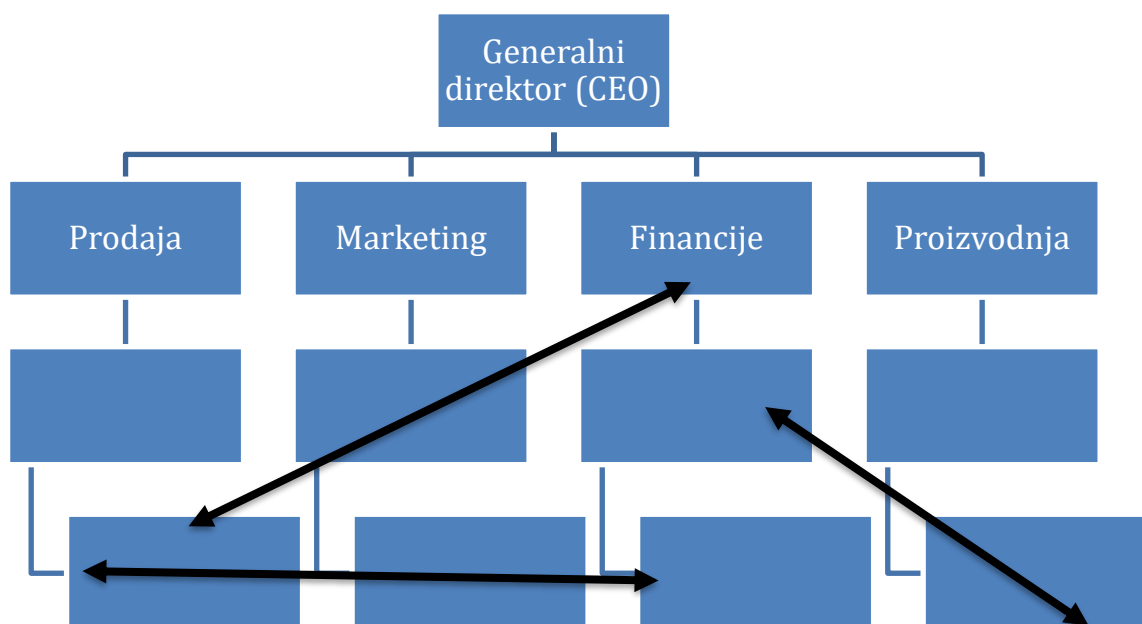 Generalni
direktor (CEO)
Prodaja
Marketing
Financije
Proizvodnja